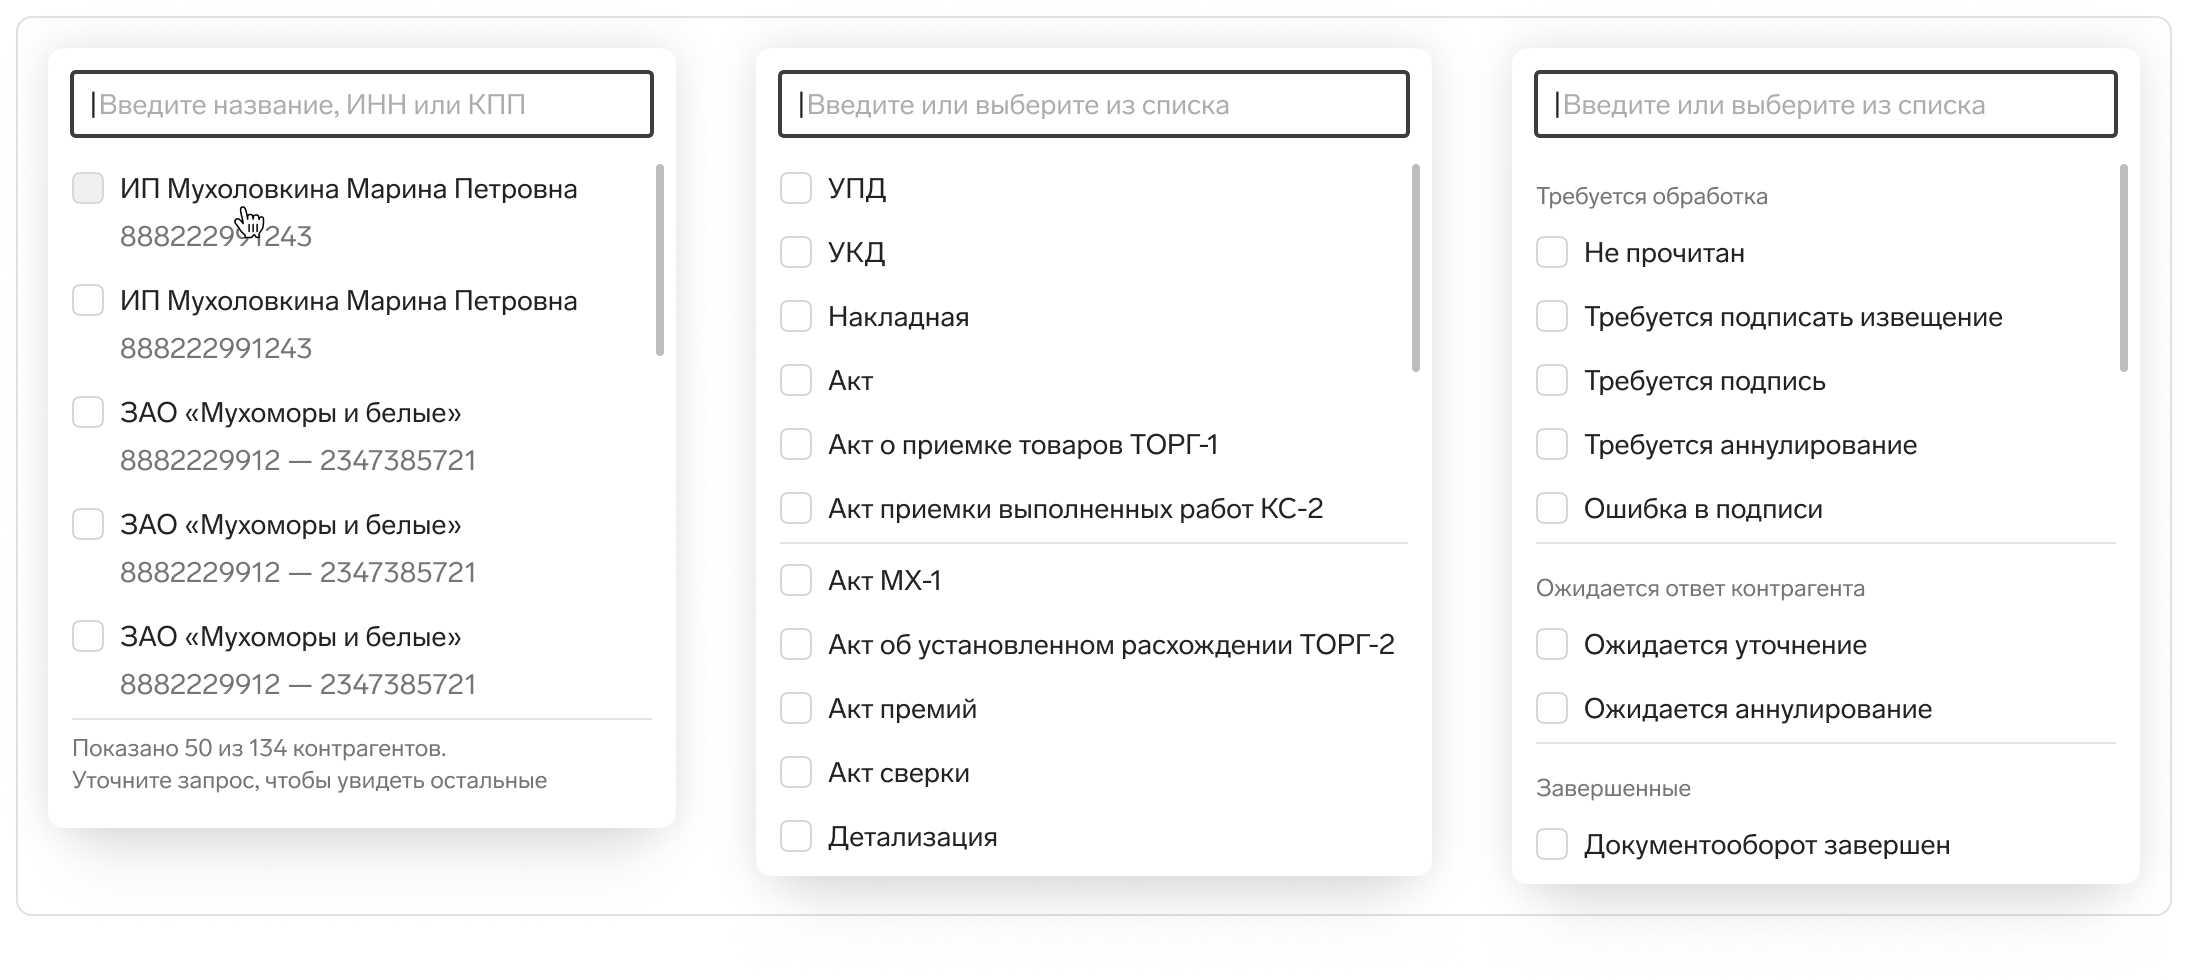 Введите название, ИНН или КПП
ИП Мухоловкина Марина Петровна
888222991243
ИП Мухоловкина Марина Петровна
888222991243
ЗАО «Мухоморы и белые»
8882229912 — 2347385721
ЗАО «Мухоморы и белые»
8882229912 — 2347385721
ЗАО «Мухоморы и белые»
8882229912 — 2347385721
Показано 50 из 134 контрагентов.
Уточните запрос, чтобы увидеть остальные
Введите или выберите из списка
УПД
УКД
Накладная
Акт
Акт о приемке товаров ТОРГ-1
Акт приемки выполненных работ КС-2
Акт МХ-1
Акт об установленном расхождении ТОРГ-2
Акт премий
Акт сверки
Детализация
Введите или выберите из списка
Требуется обработка
Не прочитан
Требуется подписать извещение
Требуется подпись
Требуется аннулирование
Ошибка в подписи
Ожидается ответ контрагента
Ожидается уточнение
Ожидается аннулирование
Завершенные
Документооборот завершен